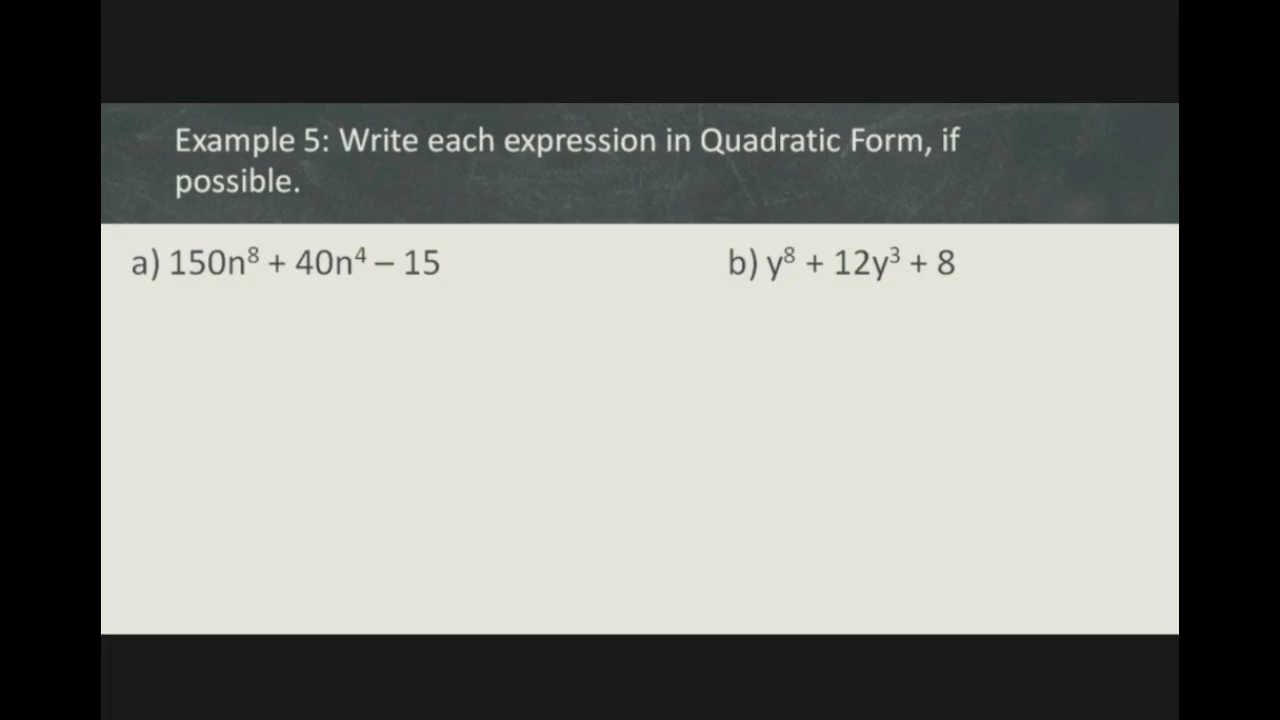 Example 5: Write each expression in Quadratic Form, if
possible.
a) 150n⁸ + 40n⁴ – 15
b) y⁸ + 12y³ + 8